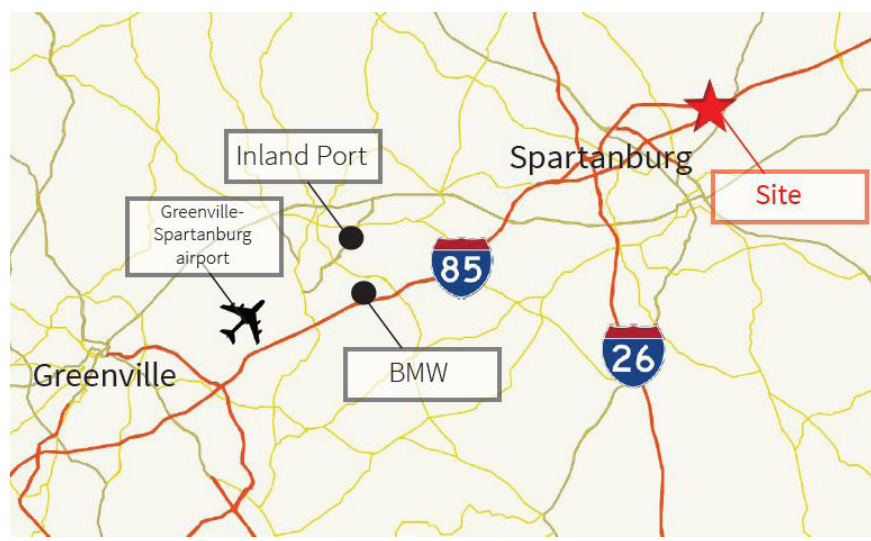 Inland Port
Spartanburg
Site
Greenville-
Spartanburg
airport
85
26
Greenville
BMW